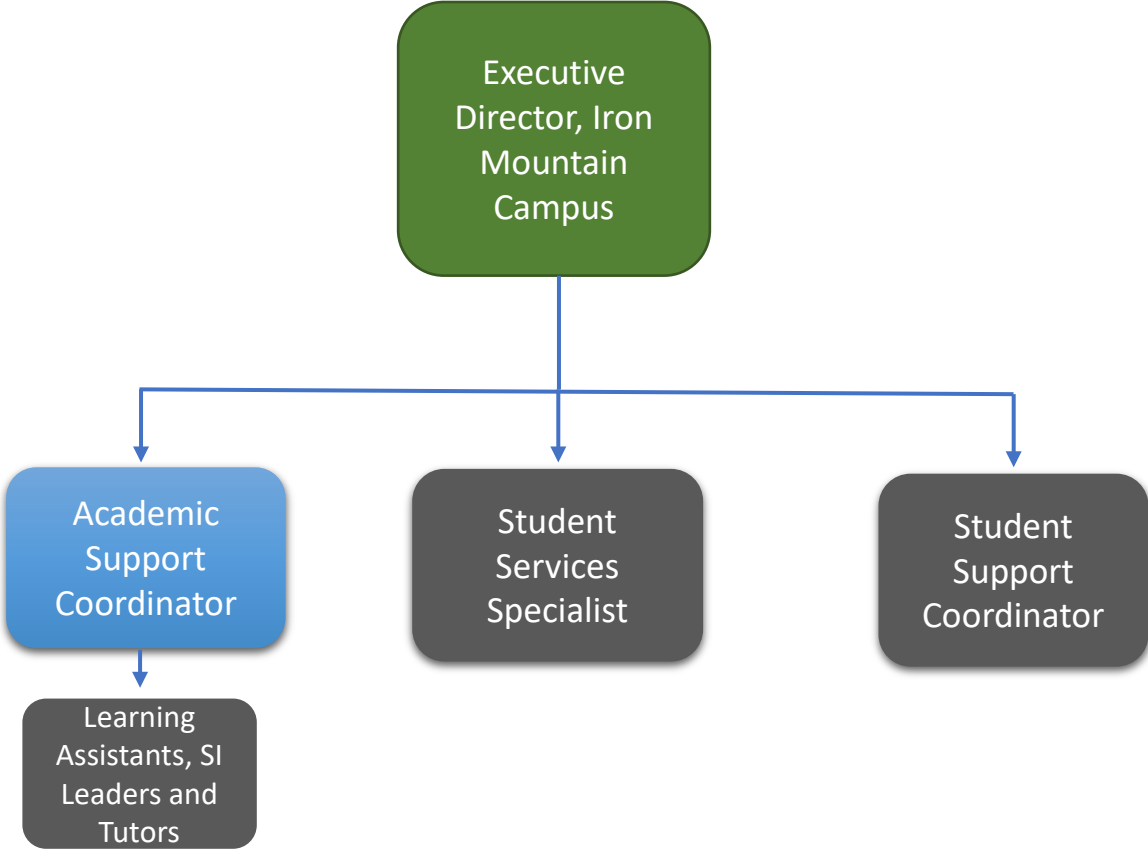 Executive
Director, Iron
Mountain
Campus
Academic
Support
Coordinator
Student
Services
Specialist
Student
Support
Coordinator
Learning
Assistants, SI
Leaders and
Tutors